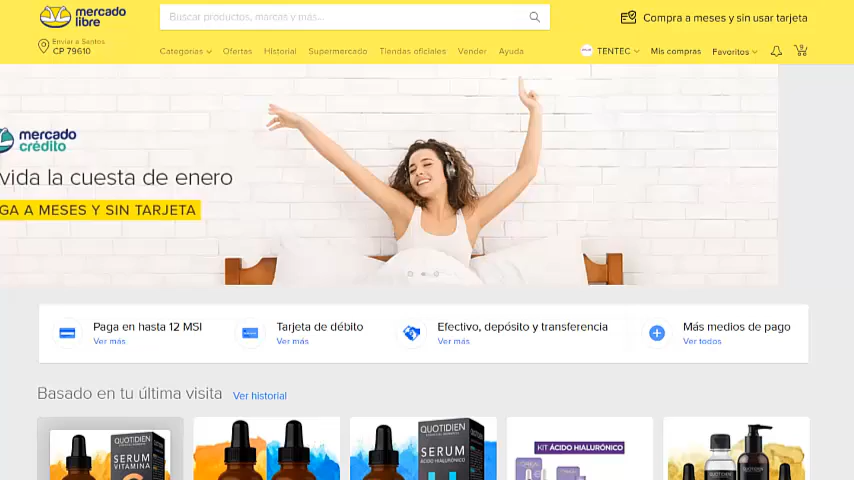 mercado
libre
Buscar productos, marcas y más...
Compra a meses y sin usar tarjeta
Enviar a Santos
CP 79610
Categorías Ofertas Historial Supermercado Tiendas oficiales Vender Ayuda
TENTEC Mis compras Favoritos
mercado
crédito
vida la cuesta de enero
GA A MESES Y SIN TARJETA
Paga en hasta 12 MSI
Ver más
Tarjeta de débito
Ver más
Efectivo, depósito y transferencia
Ver más
Más medios de pago
Ver todos
Basado en tu última visita Ver historial
QUOTIDIEN
SERUM
VITAMINA
QUOTIDIEN
SERUM
ÁCIDO HIALURÓNICO
KIT ÁCIDO HIALURÓNICO
QUOTIDIEN